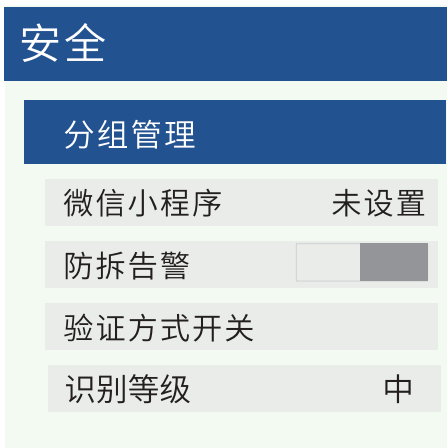 安全
分组管理
微信小程序 未设置
防拆告警
验证方式开关
识别等级 中